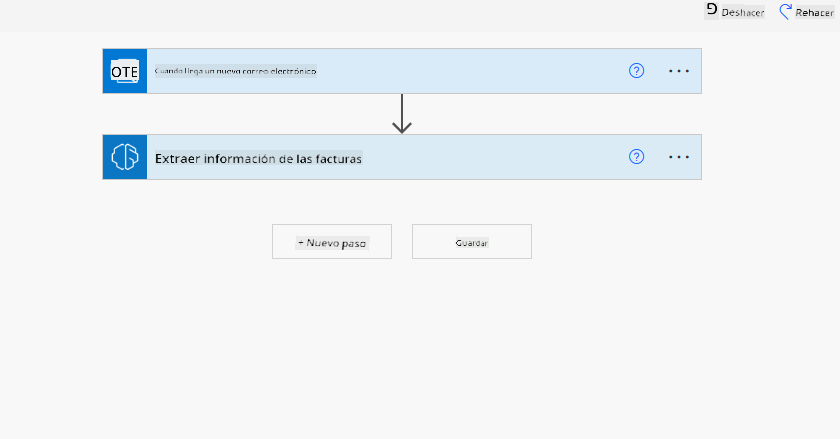 Deshacer
Rehacer
OTE
Cuando llega un nuevo correo electrónico
Extraer información de las facturas
+ Nuevo paso
Guardar